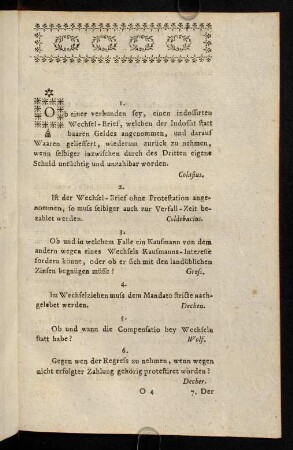 1.
Ob einer verbunden sey, einen indossirten
Wechsel-Brief, welchen der Indossat statt
baaren Geldes angenommen, und darauf
Waaren geliefert, wiederum zurück zu nehmen,
wenn selbiger inzwischen durch des Dritten eigene
Schuld untüchtig und unzahlbar worden.
Colasius.
2.
Ist der Wechsel-Brief ohne Protestation ange-
nommen, so muss selbiger auch zur Verfall-Zeit be-
zahlet werden.
Coldebacius.
3.
Ob und in welchem Falle ein Kaufmann von dem
andern wegen eines Wechsels Kaufmanns-Interesse
fordern könne, oder ob er sich mit den landüblichen
Zinsen begnügen müsse?
Gross.
4.
Im Wechselziehen muss dem Mandato stricte nach-
gelebet werden.
Dechen.
5.
Ob und wann die Compensatio bey Wechseln
statt habe?
Wolf.
6.
Gegen wen der Regress zu nehmen, wenn wegen
nicht erfolgter Zahlung gehörig protestiret worden?
Decher.
O 4
7. Der